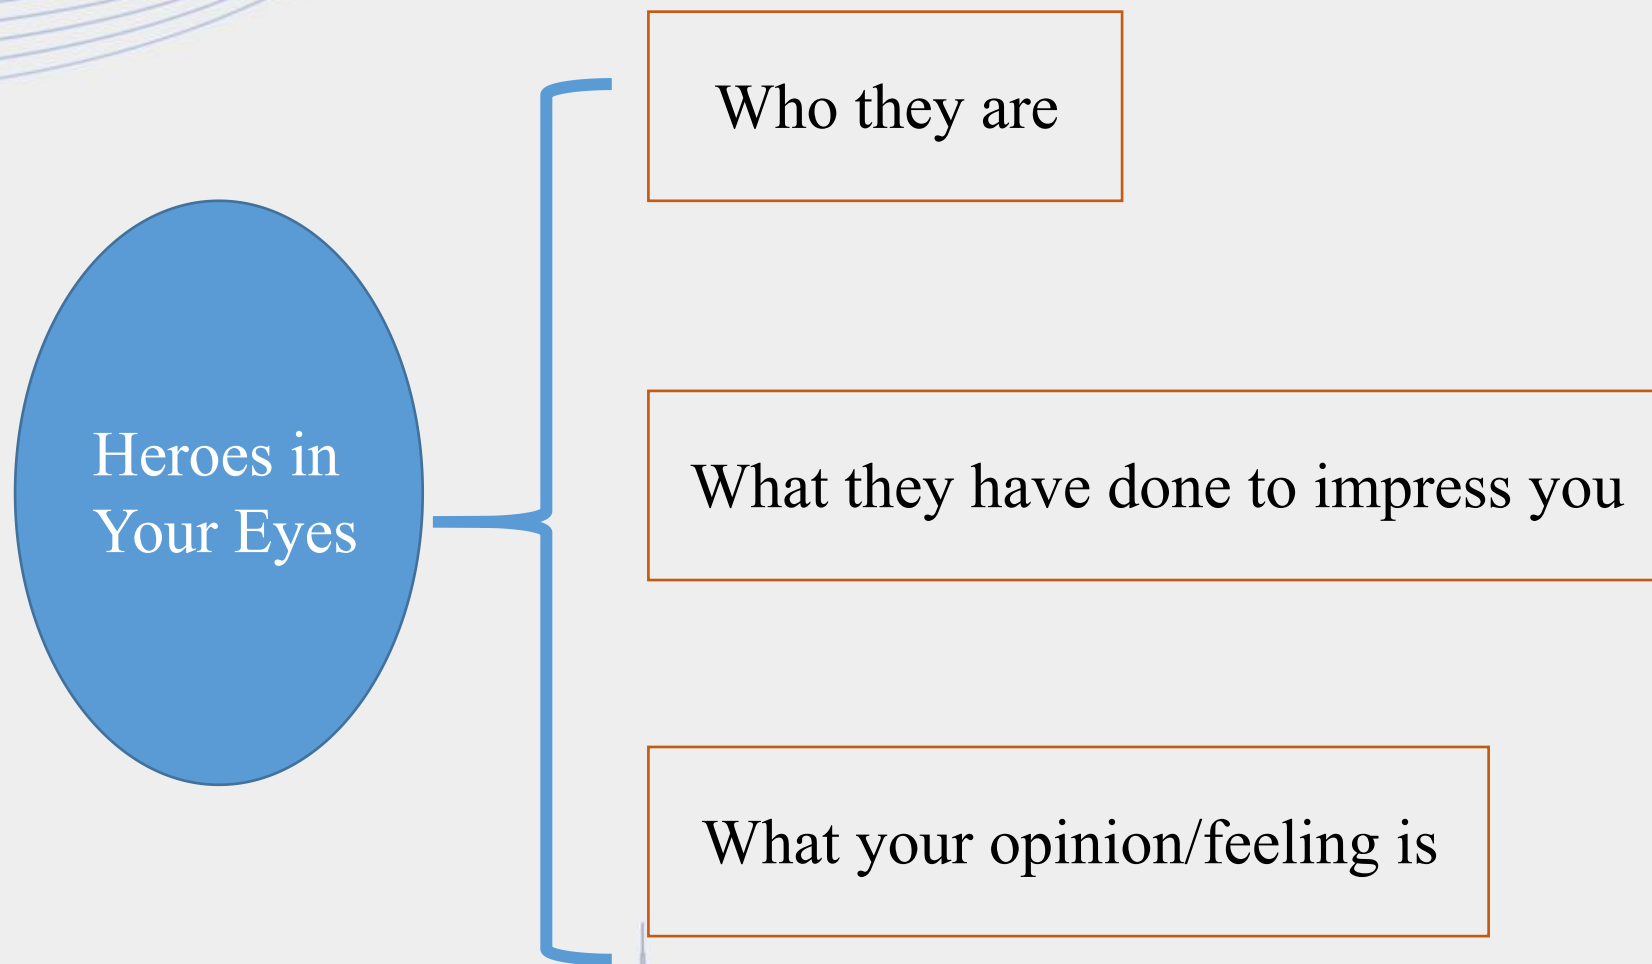 Who they are
Heroes in
Your Eyes
What they have done to impress you
What your opinion/feeling is